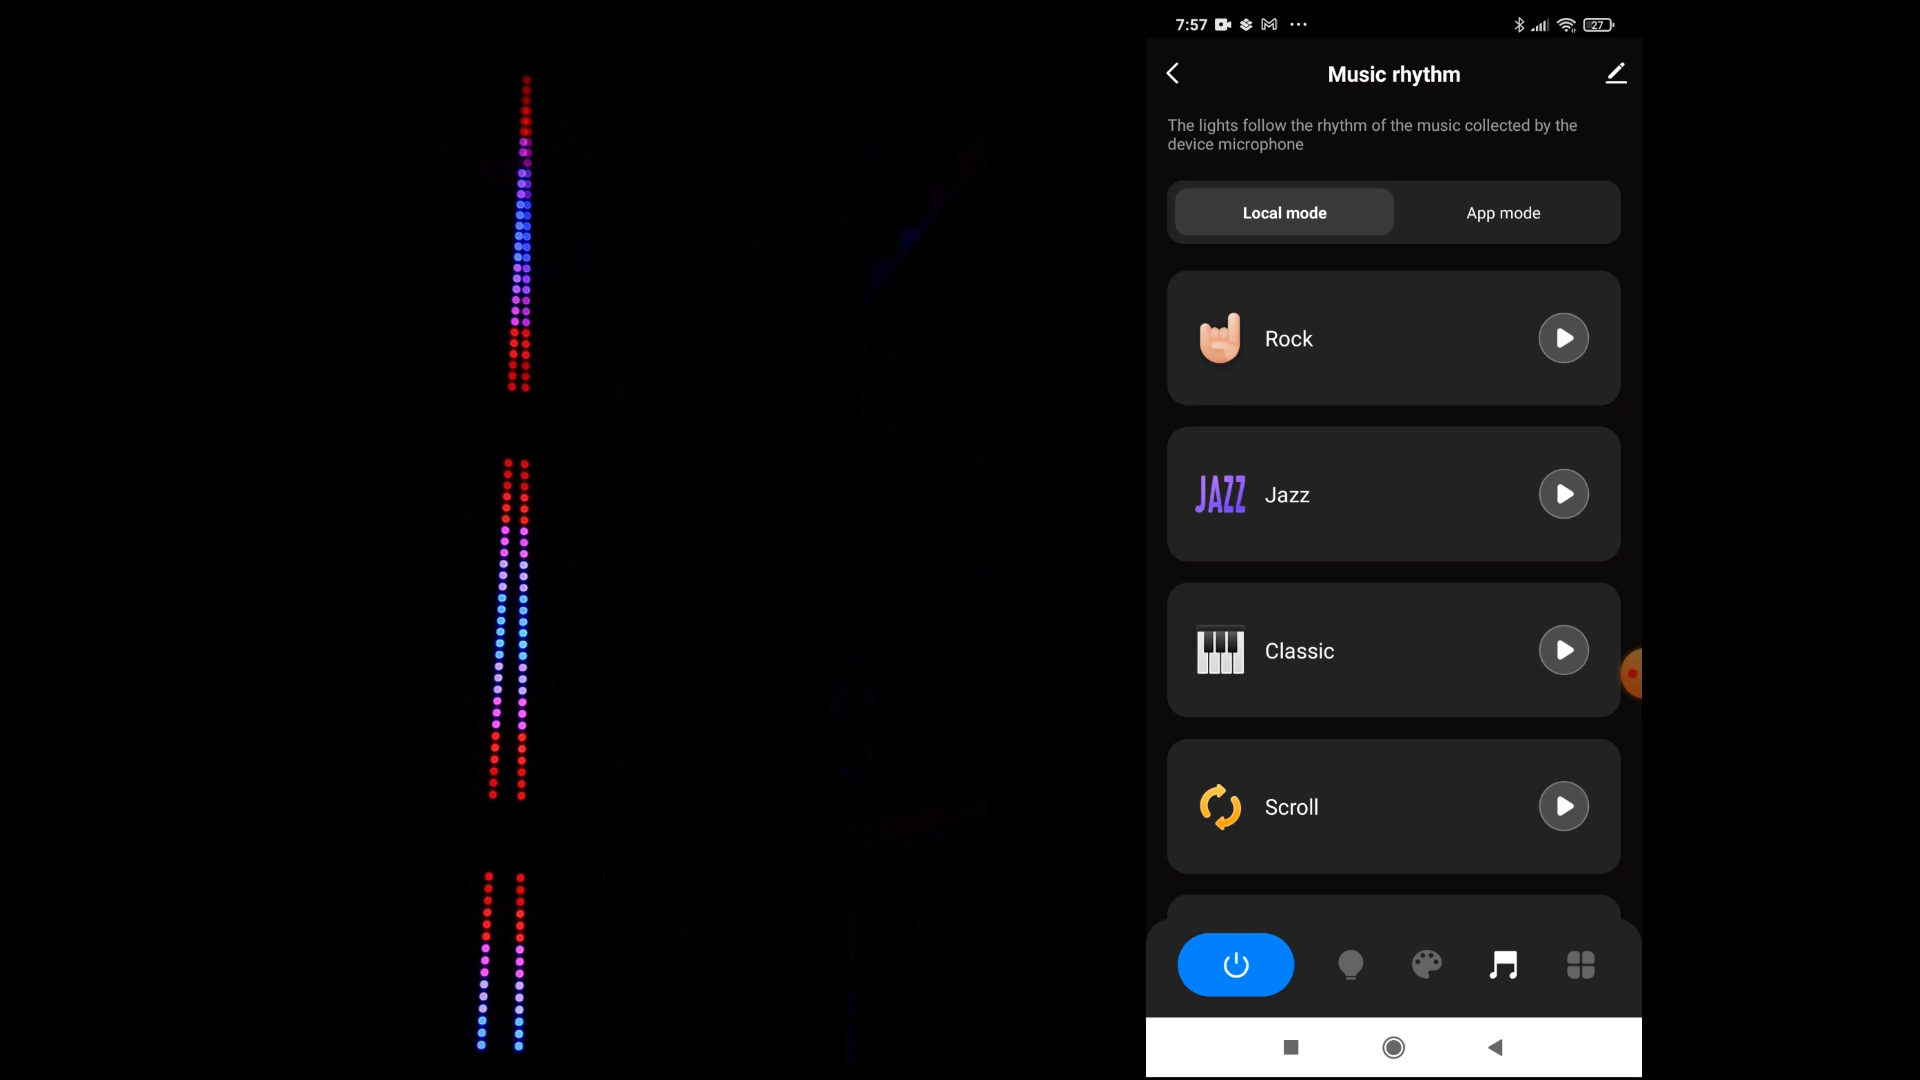 7:57
27
Music rhythm
The lights follow the rhythm of the music collected by the
device microphone
Local mode
App mode
Rock
JAZZ
Jazz
Classic
Scroll